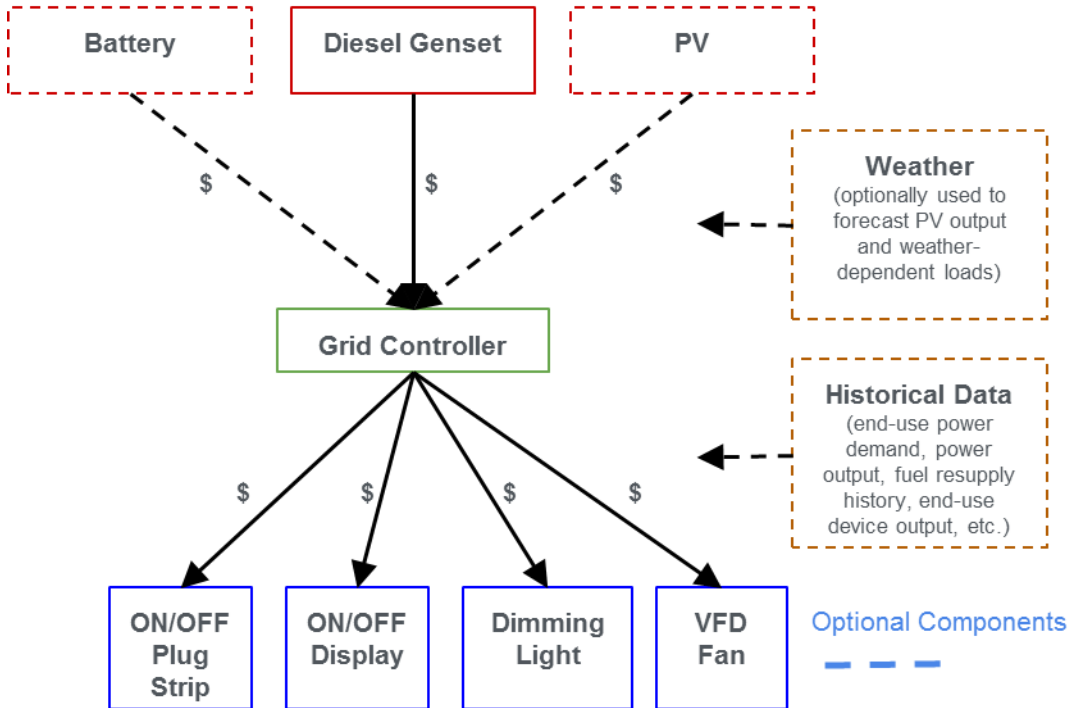 Battery
Diesel Genset
PV
$
$
$
Weather
(optionally used to
forecast PV output
and weather-
dependent loads)
Grid Controller
Historical Data
(end-use power
demand, power
output, fuel resupply
history, end-use
device output, etc.)
$
$
$
$
ON/OFF
Plug
Strip
ON/OFF
Display
Dimming
Light
VFD
Fan
Optional Components